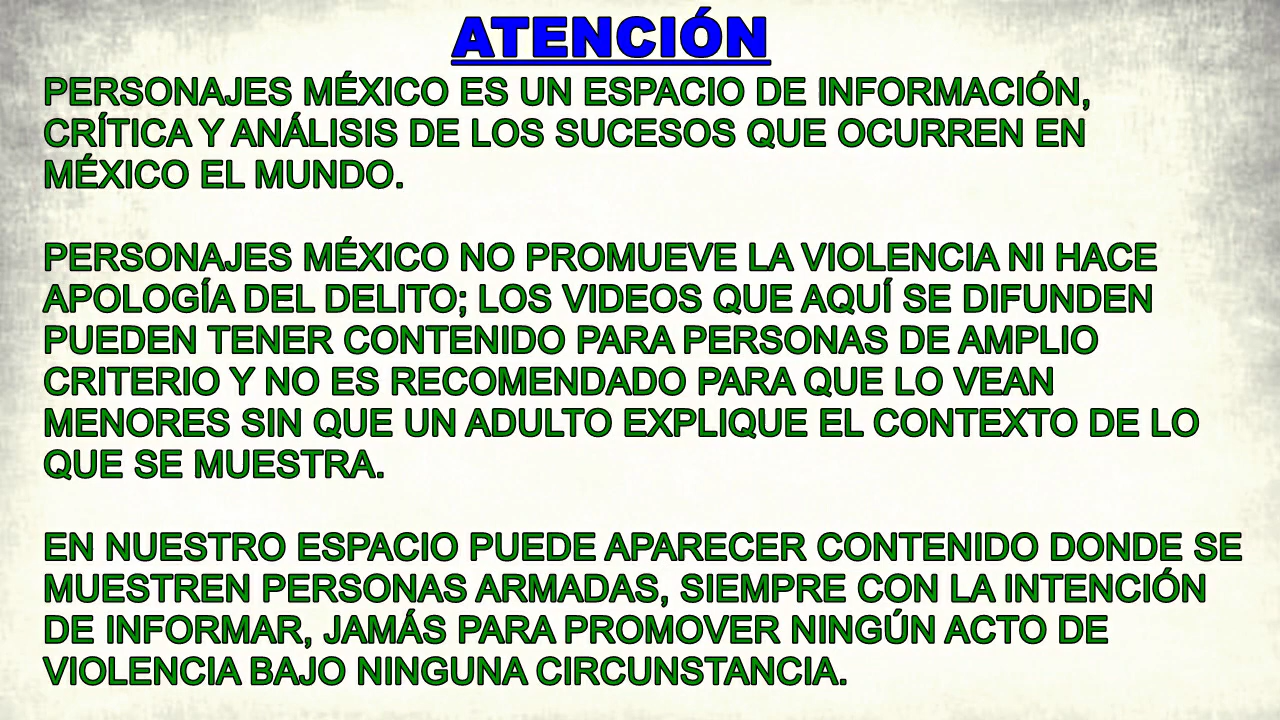 ATENCIÓN
PERSONAJES MÉXICO ES UN ESPACIO DE INFORMACIÓN,
CRÍTICA Y ANÁLISIS DE LOS SUCESOS QUE OCURREN EN
MÉXICO EL MUNDO.
PERSONAJES MÉXICO NO PROMUEVE LA VIOLENCIA NI HACE
APOLOGÍA DEL DELITO; LOS VIDEOS QUE AQUÍ SE DIFUNDEN
PUEDEN TENER CONTENIDO PARA PERSONAS DE AMPLIO
CRITERIO Y NO ES RECOMENDADO PARA QUE LO VEAN
MENORES SIN QUE UN ADULTO EXPLIQUE EL CONTEXTO DE LO
QUE SE MUESTRA.
EN NUESTRO ESPACIO PUEDE APARECER CONTENIDO DONDE SE
MUESTREN PERSONAS ARMADAS, SIEMPRE CON LA INTENCIÓN
DE INFORMAR, JAMÁS PARA PROMOVER NINGÚN ACTO DE
VIOLENCIA BAJO NINGUNA CIRCUNSTANCIA.